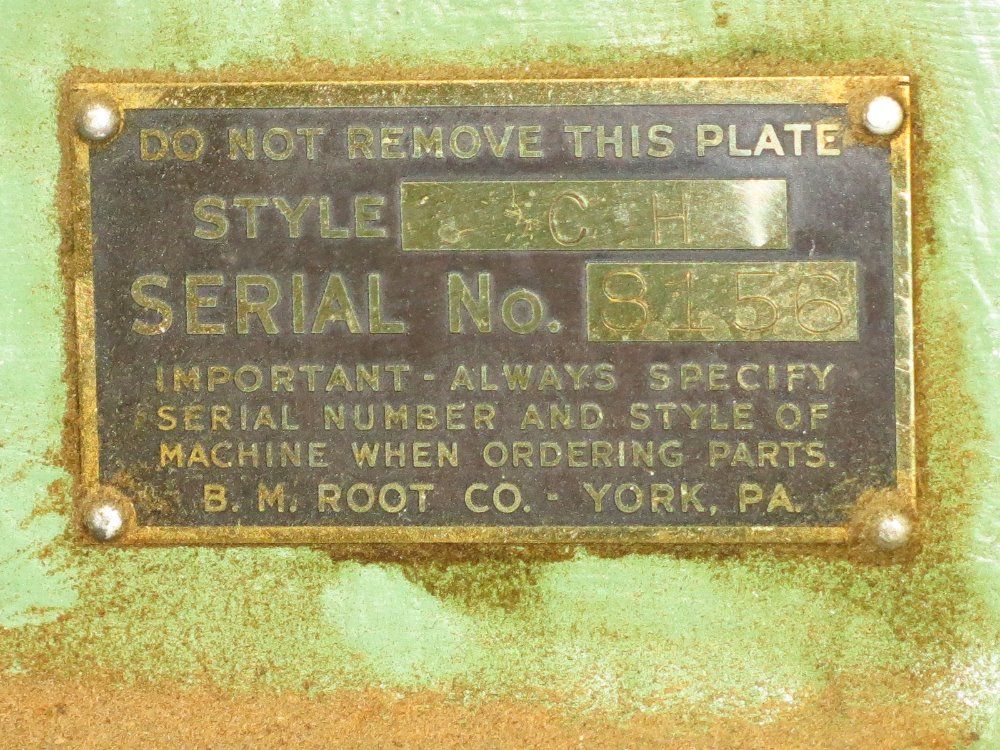 DO NOT REMOVE THIS PLATE
STYLE C H
SERIAL No. 8156
IMPORTANT - ALWAYS SPECIFY
SERIAL NUMBER AND STYLE OF
MACHINE WHEN ORDERING PARTS.
B. M. ROOT CO. - YORK, PA.